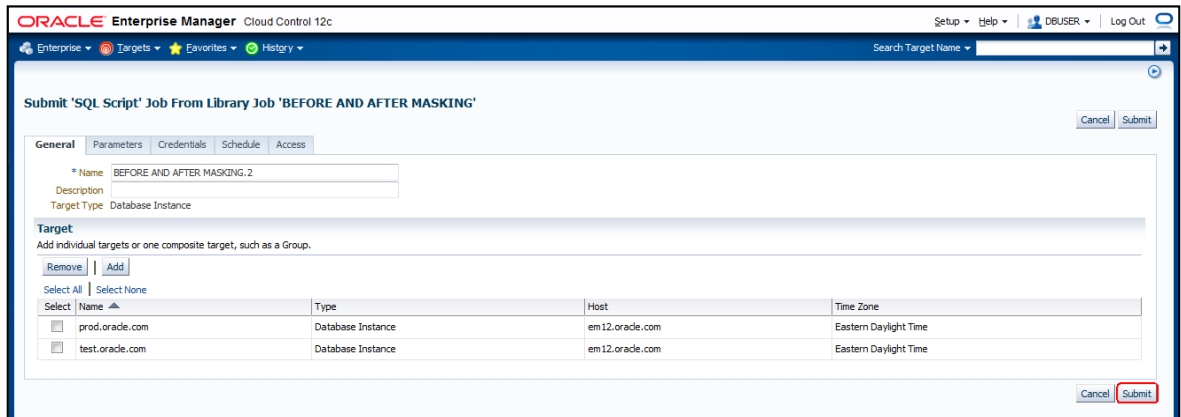 ORACLE Enterprise Manager Cloud Control 12c
Setup Help DBUSER Log Out
Enterprise Targets Favorites History Search Target Name
Submit 'SQL Script' Job From Library Job 'BEFORE AND AFTER MASKING'
Cancel Submit
General Parameters Credentials Schedule Access
* Name BEFORE AND AFTER MASKING.2
Description
Target Type Database Instance
Target
Add individual targets or one composite target, such as a Group.
Remove | Add
Select All | Select None
Select Name Type Host Time Zone
prod.oracle.com Database Instance em12.oracle.com Eastern Daylight Time
test.oracle.com Database Instance em12.oracle.com Eastern Daylight Time
Cancel Submit